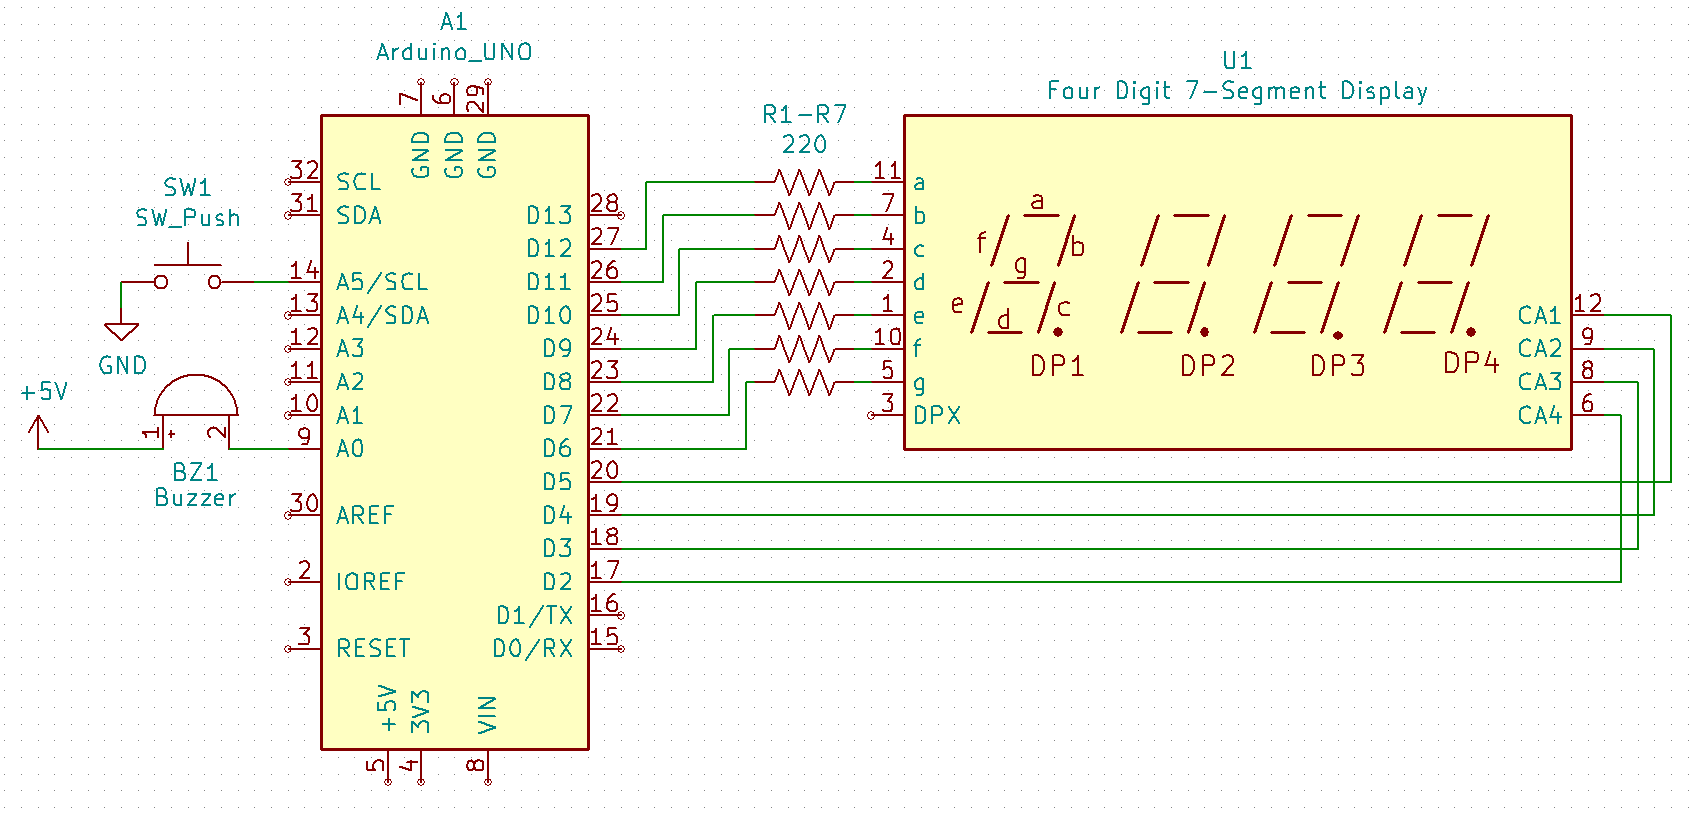 A1
Arduino_UNO
7
6
29
GND
GND
GND
32 SCL
31 SDA
14 A5/SCL
13 A4/SDA
12 A3
11 A2
10 A1
9 A0
30 AREF
2 IOREF
3 RESET
D13 28
D12 27
D11 26
D10 25
D9 24
D8 23
D7 22
D6 21
D5 20
D4 19
D3 18
D2 17
D1/TX 16
D0/RX 15
+5V
3V3
VIN
5
4
8
SW1
SW_Push
GND
+5V
1 + 2
BZ1
Buzzer
R1-R7
220
U1
Four Digit 7-Segment Display
11 a
7 b
4 c
2 d
1 e
10 f
5 g
3 DPX
a
f b
g
e c
d
DP1 DP2 DP3 DP4
CA1 12
CA2 9
CA3 8
CA4 6